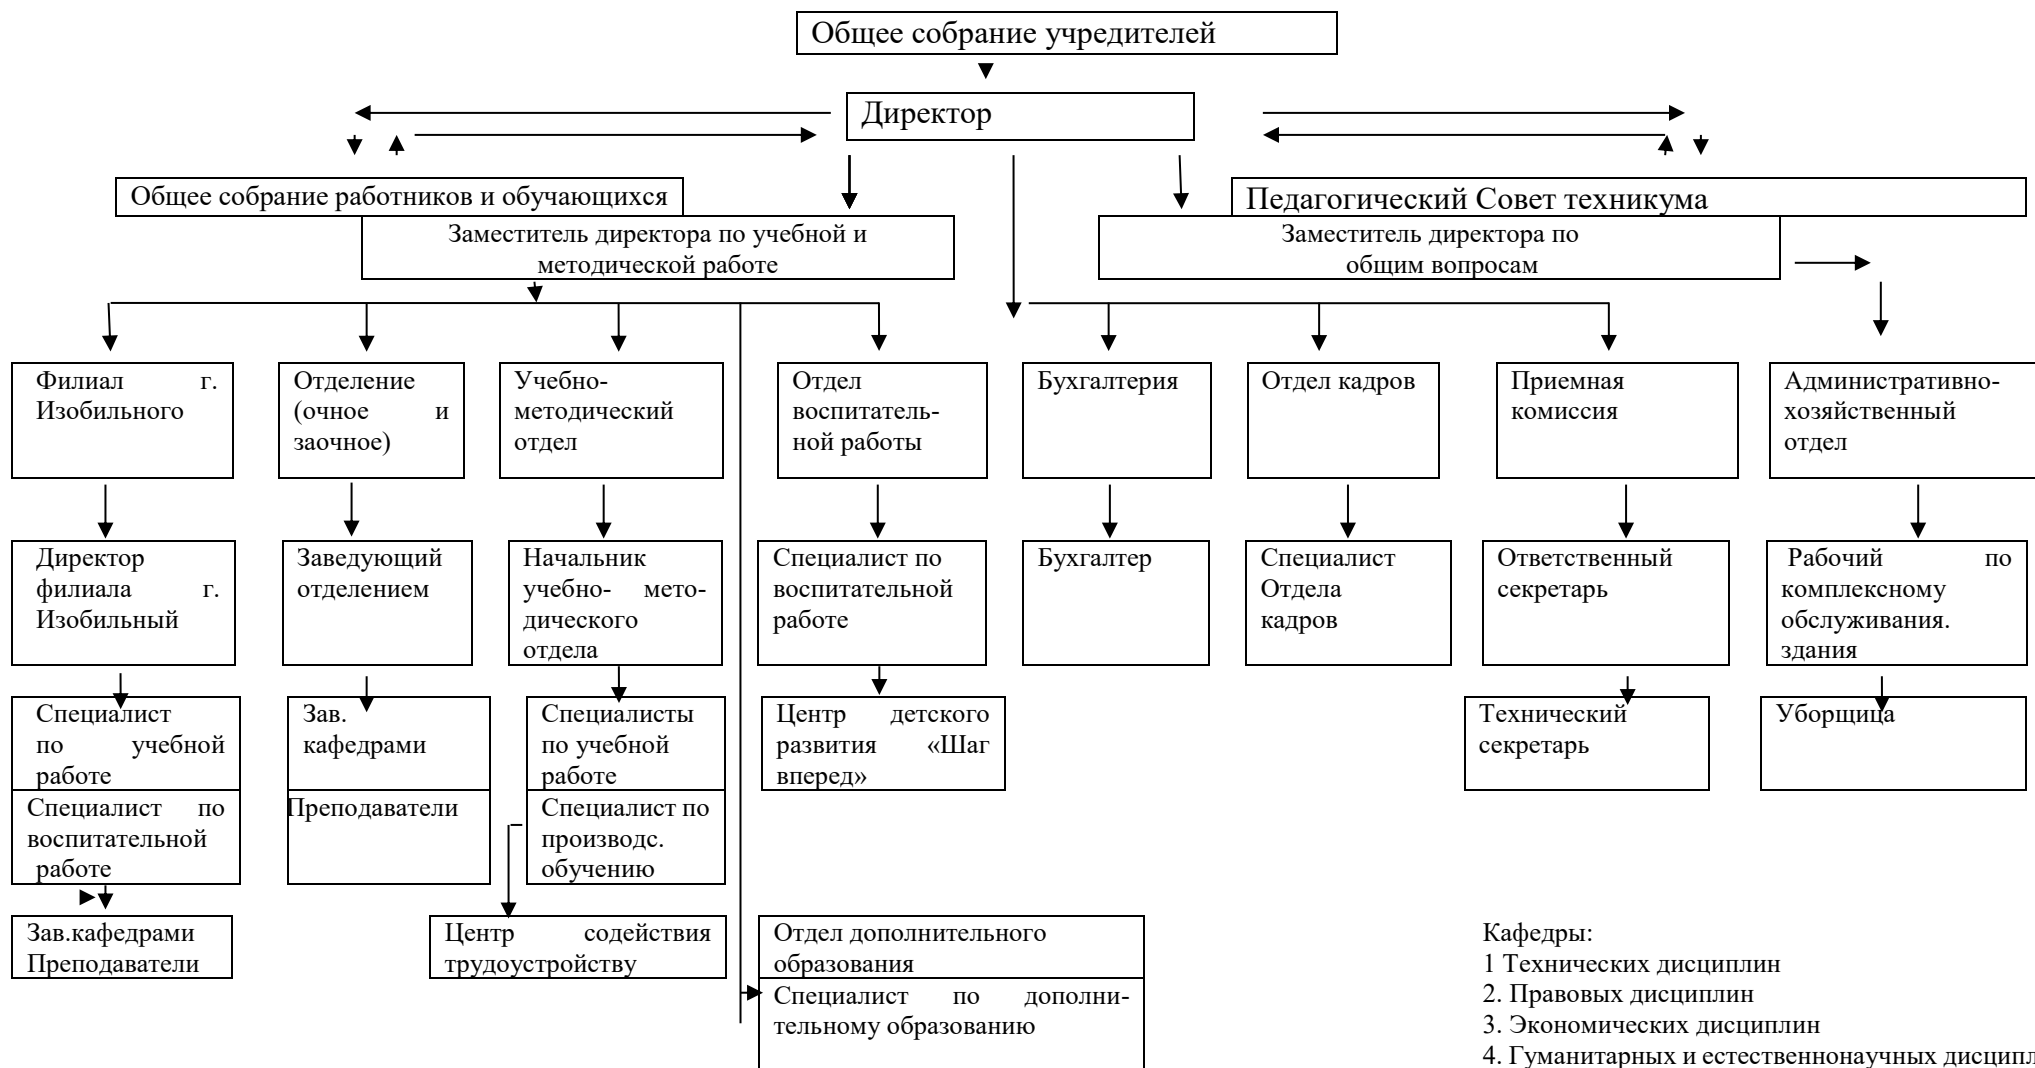 Общее собрание учредителей
Директор
Общее собрание работников и обучающихся
Педагогический Совет техникума
Заместитель директора по учебной и
методической работе
Заместитель директора по
общим вопросам
Филиал г.
Изобильного
Отделение
(очное и
заочное)
Учебно-
методический
отдел
Отдел
воспитатель-
ной работы
Бухгалтерия
Отдел кадров
Приемная
комиссия
Административно-
хозяйственный
отдел
Директор
филиала г.
Изобильный
Заведующий
отделением
Начальник
учебно- мето-
дического
отдела
Специалист по
воспитательной
работе
Бухгалтер
Специалист
Отдела
кадров
Ответственный
секретарь
Рабочий по
комплексному
обслуживания.
здания
Специалист
по учебной
работе
Зав.
кафедрами
Специалисты
по учебной
работе
Центр детского
развития «Шаг
вперед»
Технический
секретарь
Уборщица
Специалист по
воспитательной
работе
Преподаватели
Специалист по
производс.
обучению
Зав.кафедрами
Преподаватели
Центр содействия
трудоустройству
Отдел дополнительного
образования
Специалист по дополни-
тельному образованию
Кафедры:
1 Технических дисциплин
2. Правовых дисциплин
3. Экономических дисциплин
4. Гуманитарных и естественнонаучных дисципл